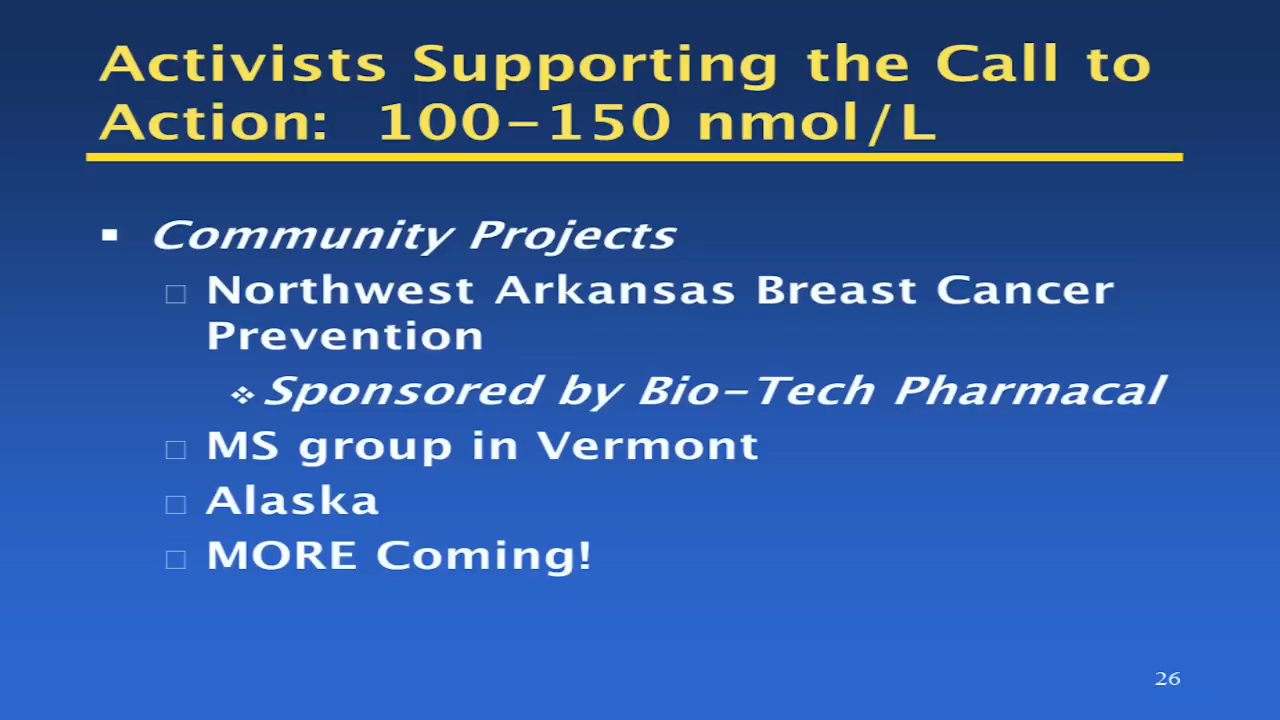 Activists Supporting the Call to
Action: 100-150 nmol/L
▪ Community Projects
□ Northwest Arkansas Breast Cancer
Prevention
❖ Sponsored by Bio-Tech Pharmacal
□ MS group in Vermont
□ Alaska
□ MORE Coming!
26